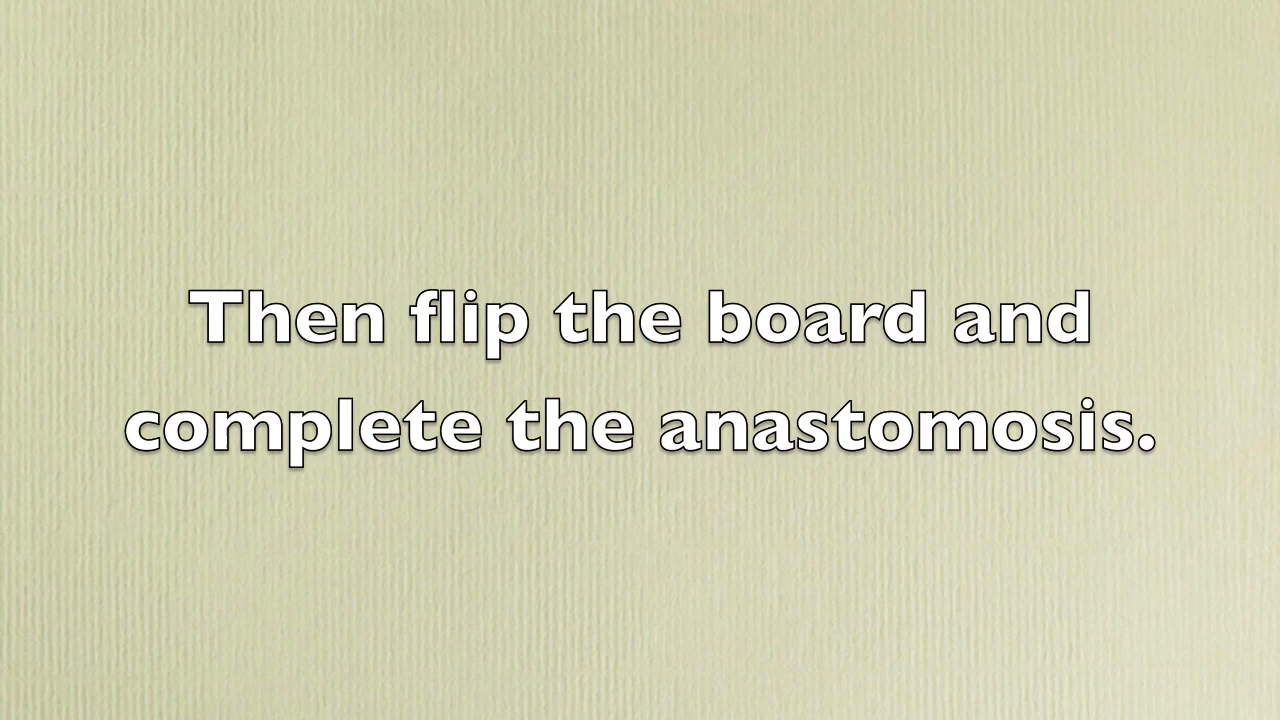 Then flip the board and
complete the anastomosis.